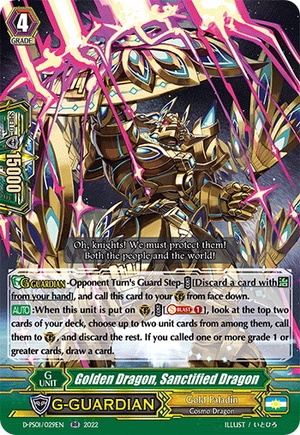 4
GRADE
15000
Oh, knights! We must protect them!
Both the people and the world!
G GUARDIAN -Opponent Turn's Guard Step- [Discard a card with
from your hand], and call this card to from face down.
AUTO :When this unit is put on , [ BLAST 1 ], look at the top two
cards of your deck, choose up to two unit cards from among them, call
them to , and discard the rest. If you called one or more grade 1 or
greater cards, draw a card.
G
UNIT
Golden Dragon, Sanctified Dragon
G-GUARDIAN
Gold Paladin
Cosmo Dragon
D-PS01/029EN RR 2022
ILLUST / いとひろ